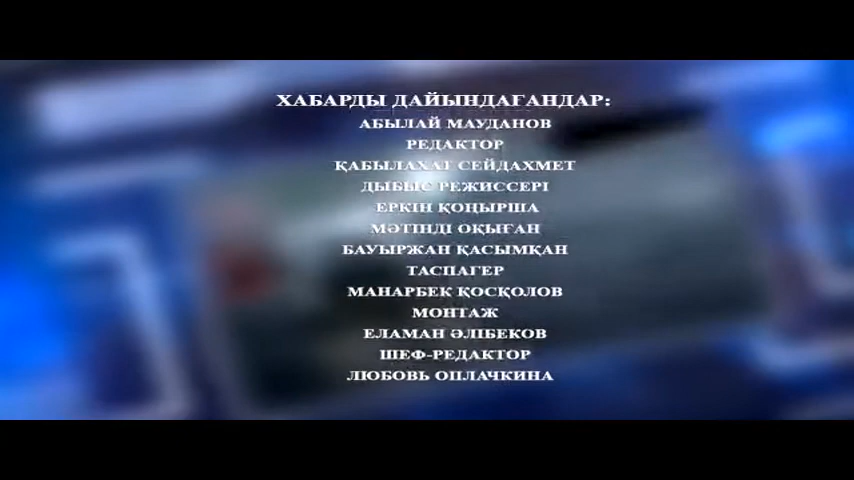 ХАБАРДЫ ДАЙЫНДАҒАНДАР:
АБЫЛАЙ МАУДАНОВ
РЕДАКТОР
ҚАБЫЛАХАТ СЕЙДАХМЕТ
ДЫБЫС РЕЖИССЕРІ
ЕРКІН ҚОҢЫРША
МӘТІНДІ ОҚЫҒАН
БАУЫРЖАН ҚАСЫМҚАН
ТАСПАГЕР
МАНАРБЕК ҚОСҚОЛОВ
МОНТАЖ
ЕЛАМАН ӘЛІБЕКОВ
ШЕФ-РЕДАКТОР
ЛЮБОВЬ ОПЛАЧКИНА